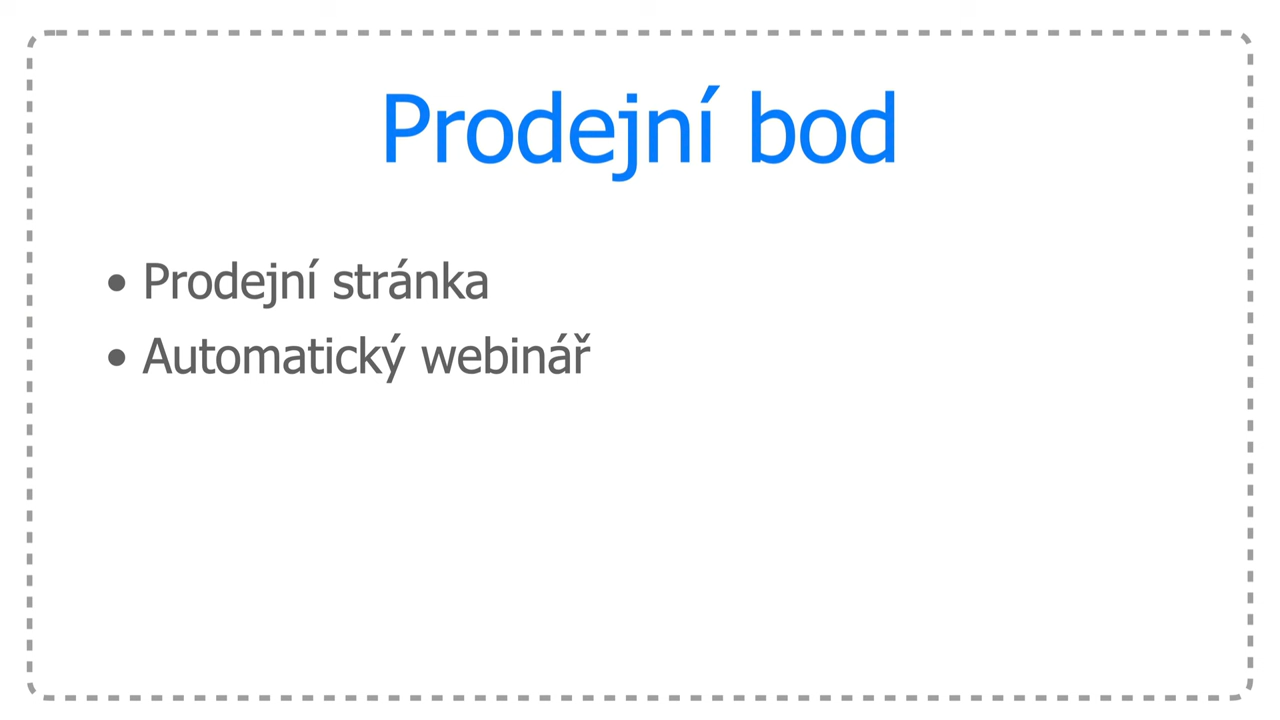 Prodejní bod
• Prodejní stránka
• Automatický webinář